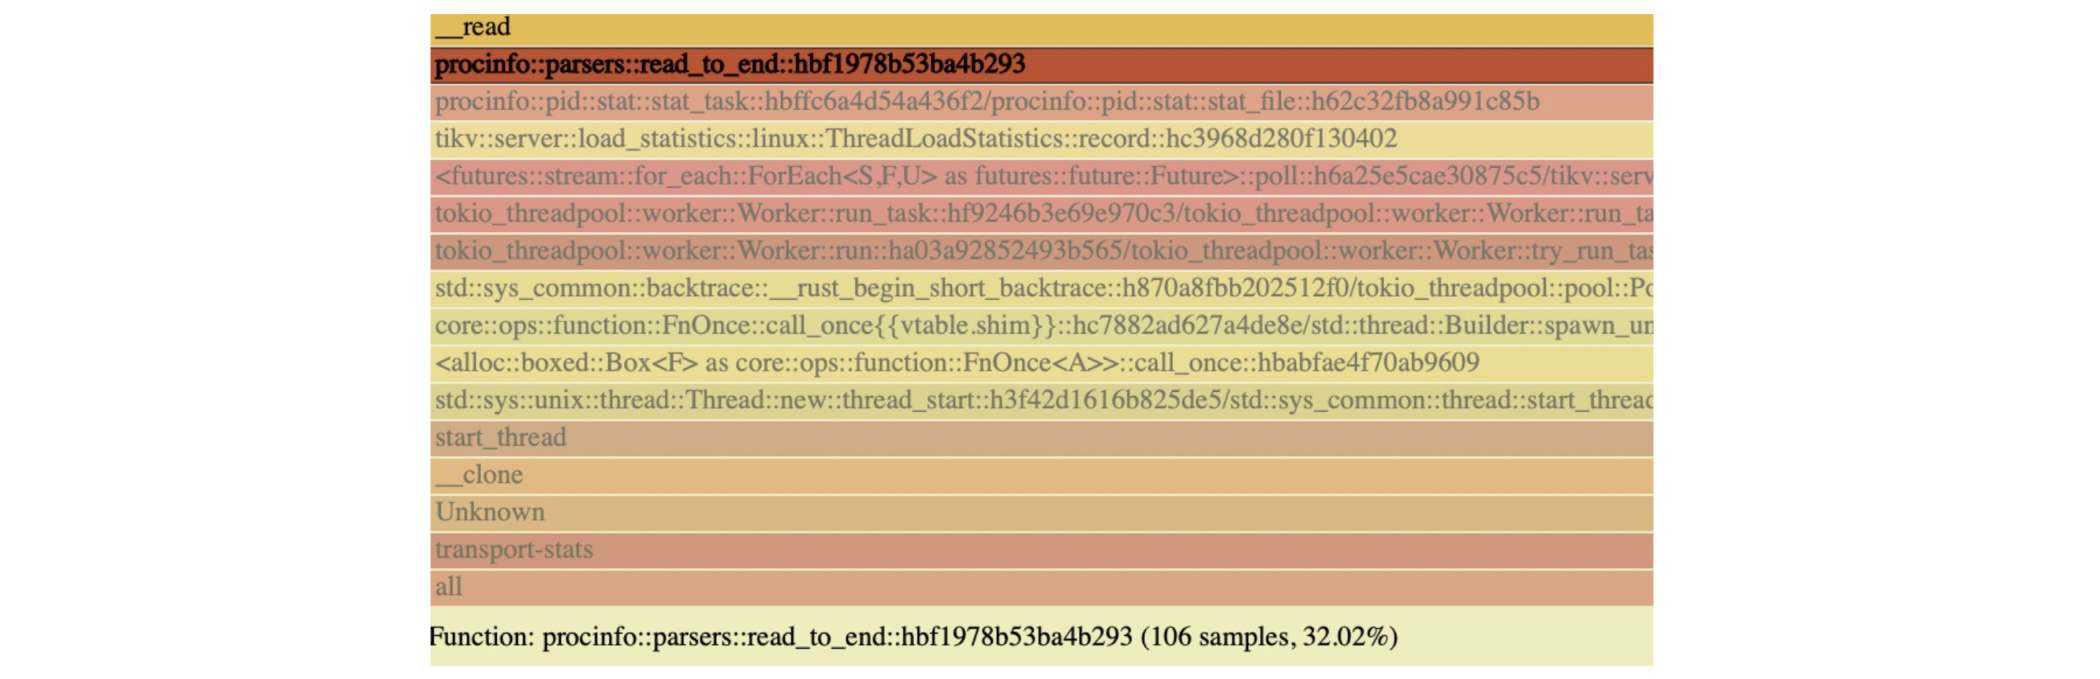 __read
procinfo::parsers::read_to_end::hbf1978b53ba4b293
procinfo::pid::stat::stat_task::hbffc6a4d54a436f2/procinfo::pid::stat::stat_file::h62c32fb8a991c85b
tikv::server::load_statistics::linux::ThreadLoadStatistics::record::hc3968d280f130402
<futures::stream::for_each::ForEach<S,F,U> as futures::future::Future>::poll::h6a25e5cae30875c5/tikv::serv
tokio_threadpool::worker::Worker::run_task::hf9246b3e69e970c3/tokio_threadpool::worker::Worker::run_ta
tokio_threadpool::worker::Worker::run::ha03a92852493b565/tokio_threadpool::worker::Worker::try_run_tas
std::sys_common::backtrace::__rust_begin_short_backtrace::h870a8fbb202512f0/tokio_threadpool::pool::Po
core::ops::function::FnOnce::call_once{{vtable.shim}}::hc7882ad627a4de8e/std::thread::Builder::spawn_un
<alloc::boxed::Box<F> as core::ops::function::FnOnce<A>>::call_once::hbabfae4f70ab9609
std::sys::unix::thread::Thread::new::thread_start::h3f42d1616b825de5/std::sys_common::thread::start_thread
start_thread
__clone
Unknown
transport-stats
all
Function: procinfo::parsers::read_to_end::hbf1978b53ba4b293 (106 samples, 32.02%)